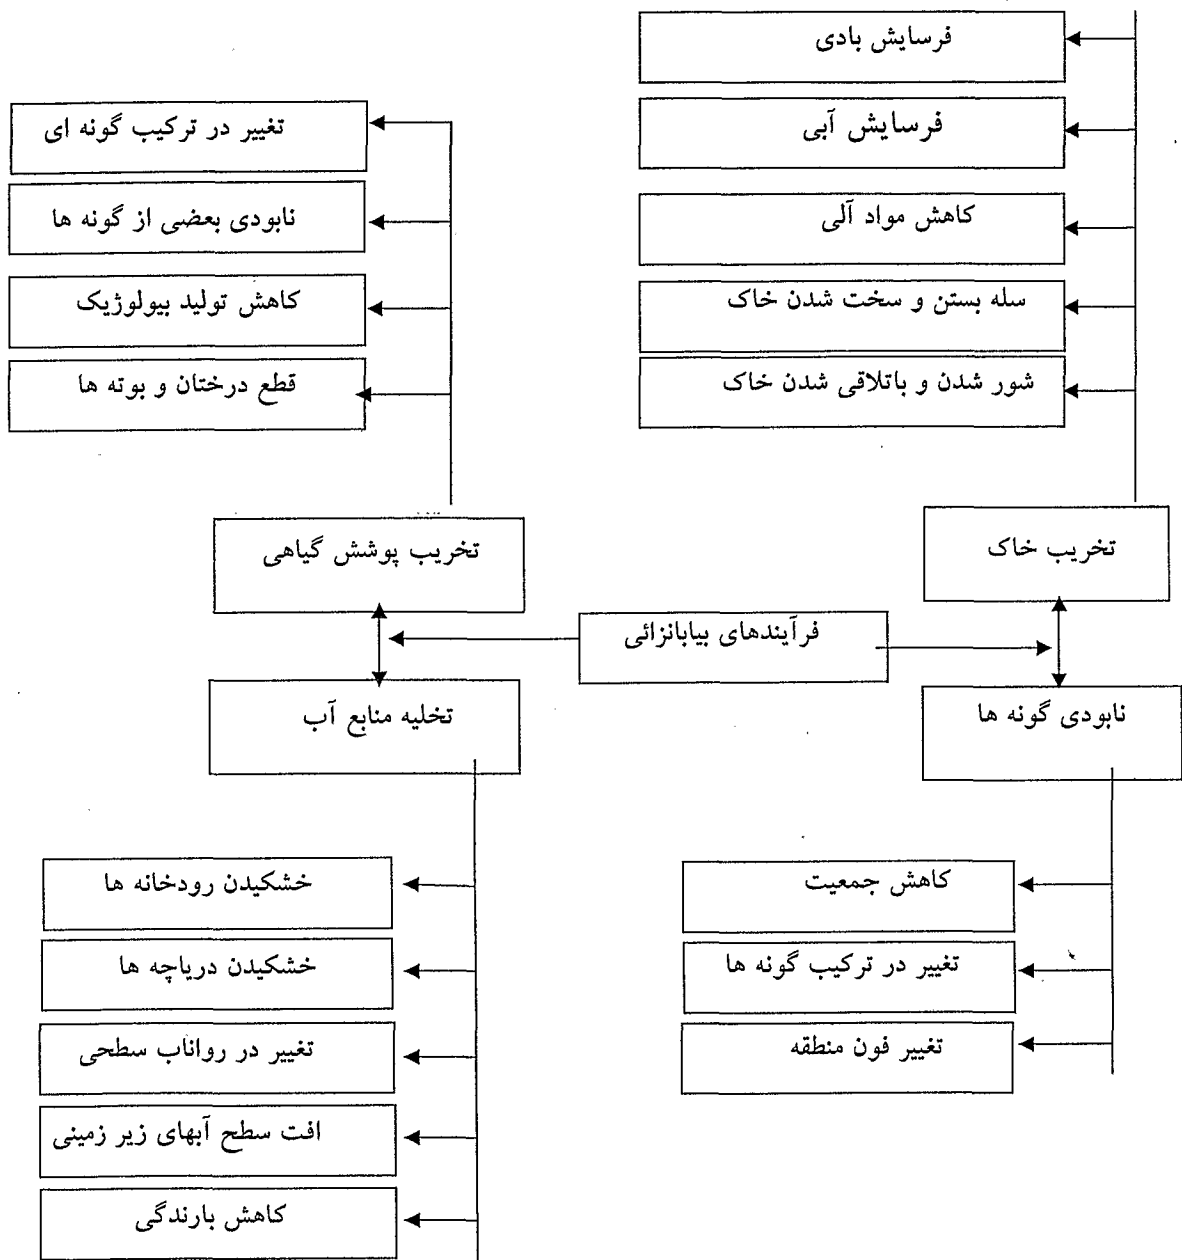 فرسایش بادی
فرسایش آبی
کاهش مواد آلی
سله بستن و سخت شدن خاک
شور شدن و باتلاقی شدن خاک
تغییر در ترکیب گونه ای
نابودی بعضی از گونه ها
کاهش تولید بیولوژیک
قطع درختان و بوته ها
تخریب خاک
تخریب پوشش گیاهی
فرآیندهای بیابانزائی
نابودی گونه ها
تخلیه منابع آب
کاهش جمعیت
تغییر در ترکیب گونه ها
تغییر فون منطقه
خشکیدن رودخانه ها
خشکیدن دریاچه ها
تغییر در رواناب سطحی
افت سطح آبهای زیر زمینی
کاهش بارندگی